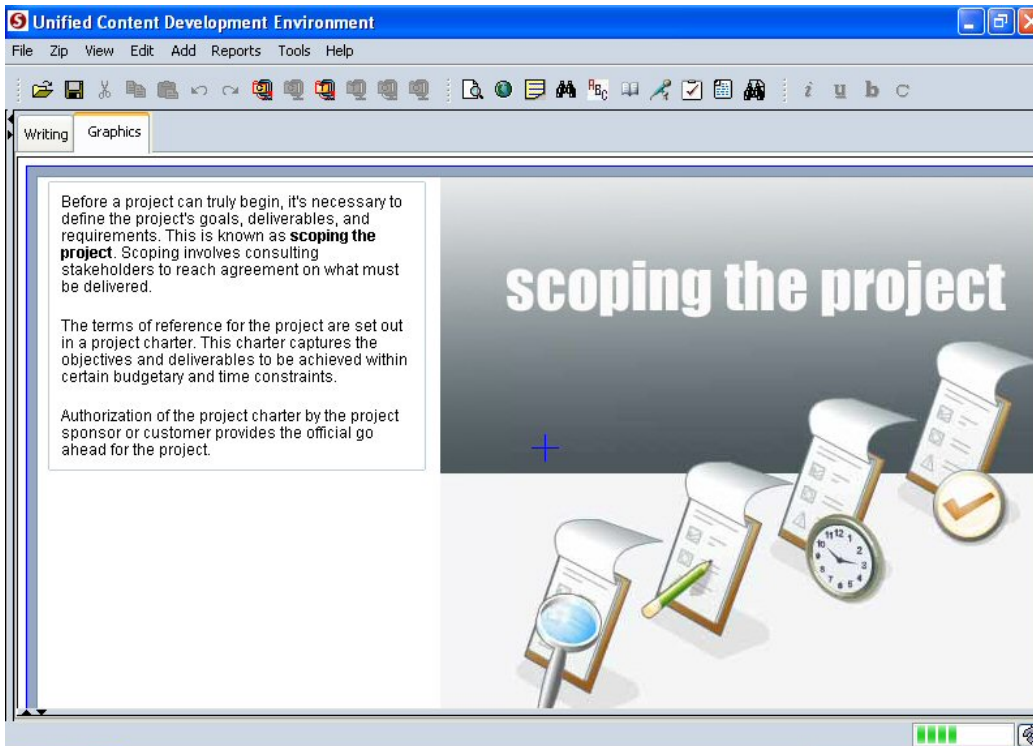 Unified Content Development Environment
File Zip View Edit Add Reports Tools Help
i u b c
Writing Graphics
Before a project can truly begin, it's necessary to
define the project's goals, deliverables, and
requirements. This is known as scoping the
project. Scoping involves consulting
stakeholders to reach agreement on what must
be delivered.
The terms of reference for the project are set out
in a project charter. This charter captures the
objectives and deliverables to be achieved within
certain budgetary and time constraints.
Authorization of the project charter by the project
sponsor or customer provides the official go
ahead for the project.
scoping the project